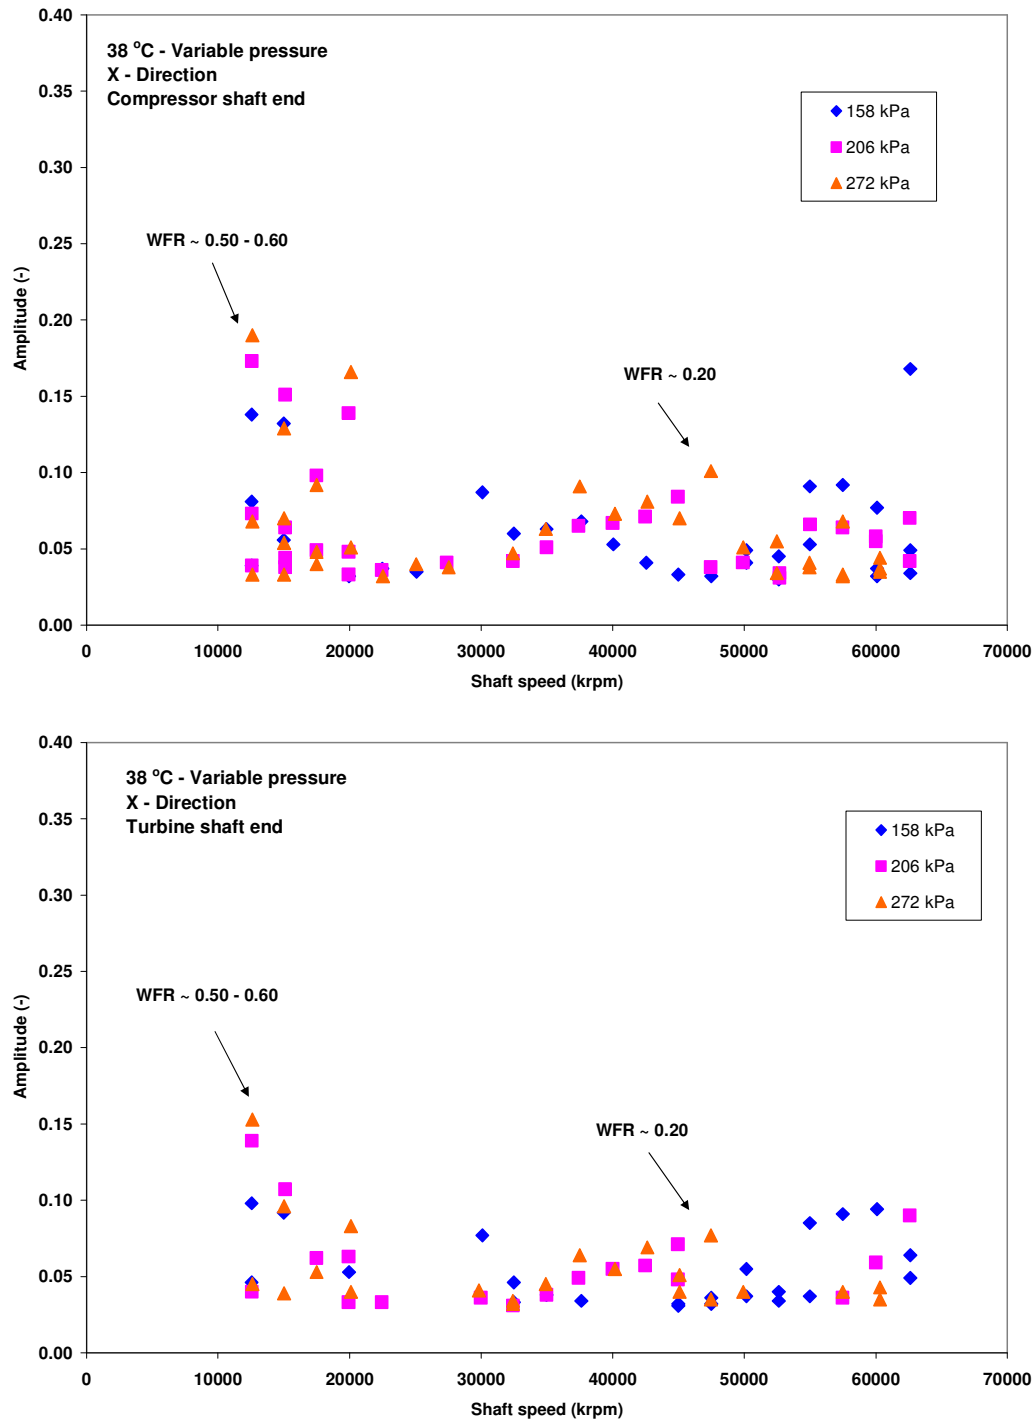 0.40
38 °C - Variable pressure
X - Direction
Compressor shaft end
0.35
158 kPa
206 kPa
272 kPa
0.30
0.25
WFR ~ 0.50 - 0.60
Amplitude (-)
0.20
WFR ~ 0.20
0.15
0.10
0.05
0.00
0 10000 20000 30000 40000 50000 60000 70000
Shaft speed (krpm)
0.40
38 °C - Variable pressure
X - Direction
Turbine shaft end
0.35
158 kPa
206 kPa
272 kPa
0.30
0.25
WFR ~ 0.50 - 0.60
Amplitude (-)
0.20
0.15
WFR ~ 0.20
0.10
0.05
0.00
0 10000 20000 30000 40000 50000 60000 70000
Shaft speed (krpm)